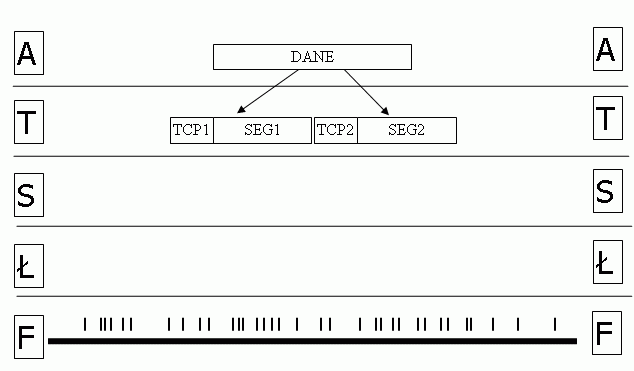 A DANE A
T TCP1 SEG1 TCP2 SEG2 T
S S
Ł Ł
F F